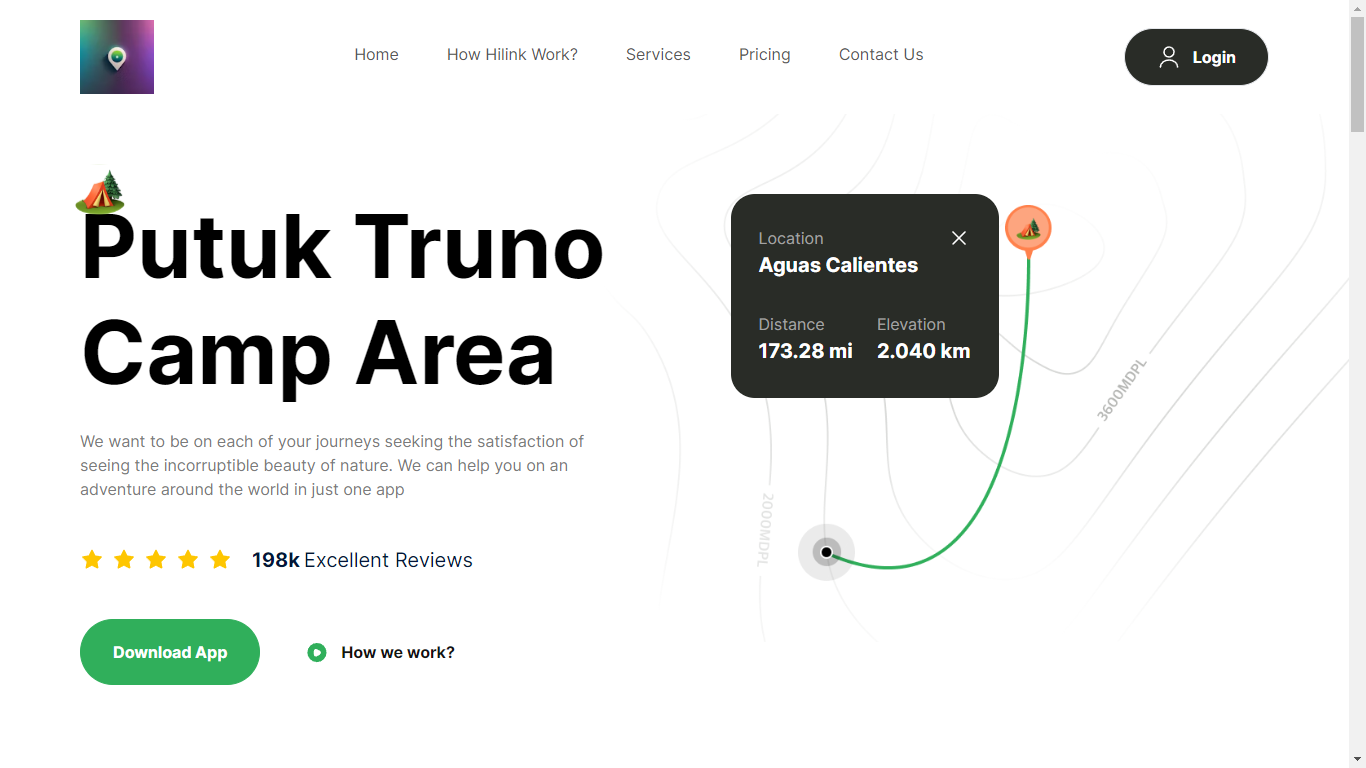 Home
How Hilink Work?
Services
Pricing
Contact Us
Login
Putuk Truno
Camp Area
We want to be on each of your journeys seeking the satisfaction of
seeing the incorruptible beauty of nature. We can help you on an
adventure around the world in just one app
198k Excellent Reviews
Download App
How we work?
Location
Aguas Calientes
Distance
173.28 mi
Elevation
2.040 km
3600MDPL
2000MDPL